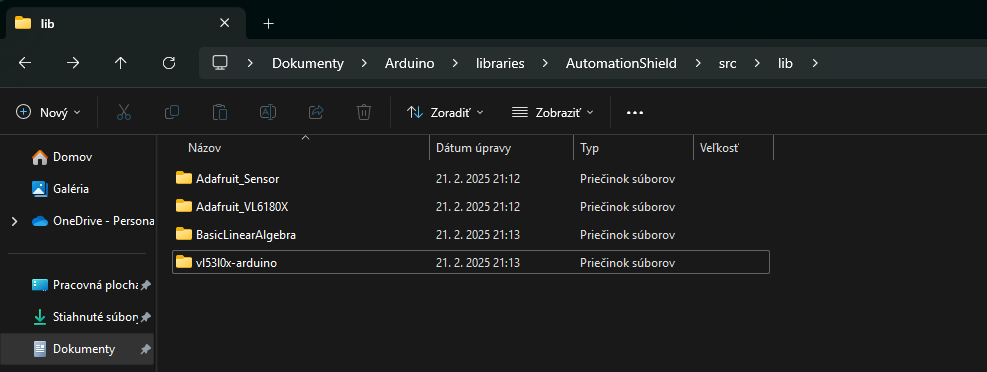 lib
Dokumenty > Arduino > libraries > AutomationShield > src > lib >
Nový
Zoradiť
Zobraziť
Domov
Galéria
OneDrive - Persona
Pracovná plocha
Stiahnuté súbory
Dokumenty
Názov Dátum úpravy Typ Veľkosť
Adafruit_Sensor 21. 2. 2025 21:12 Priečinok súborov
Adafruit_VL6180X 21. 2. 2025 21:12 Priečinok súborov
BasicLinearAlgebra 21. 2. 2025 21:13 Priečinok súborov
vl53l0x-arduino 21. 2. 2025 21:13 Priečinok súborov